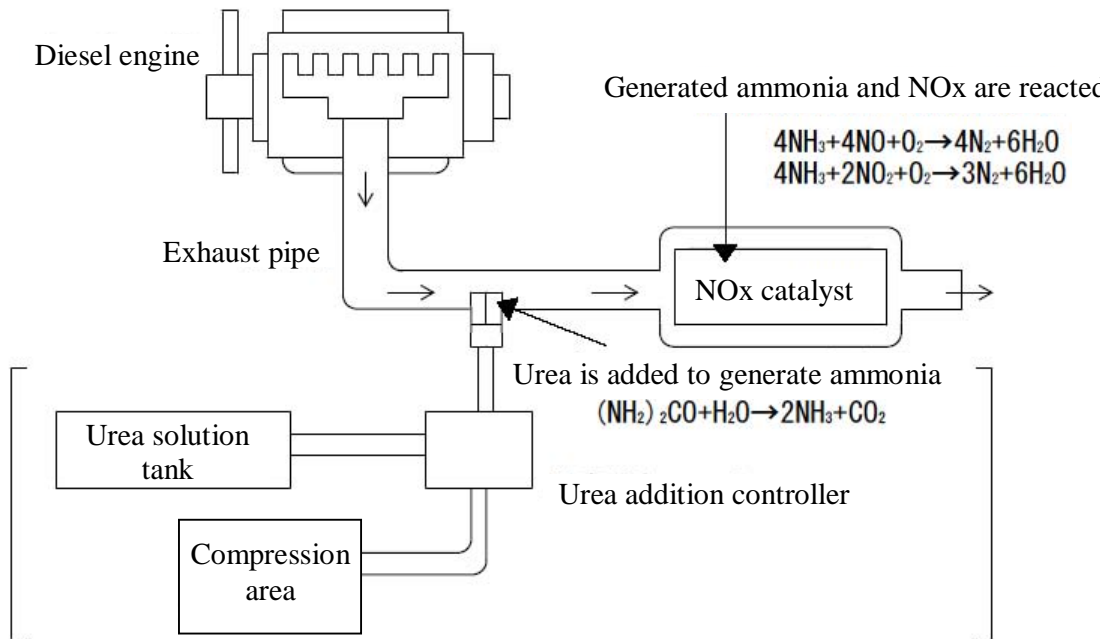 Diesel engine
Generated ammonia and NOx are reacted
4NH₃+4NO+O₂→4N₂+6H₂O
4NH₃+2NO₂+O₂→3N₂+6H₂O
Exhaust pipe
NOx catalyst
Urea is added to generate ammonia
(NH₂)₂CO+H₂O→2NH₃+CO₂
Urea solution
tank
Urea addition controller
Compression
area